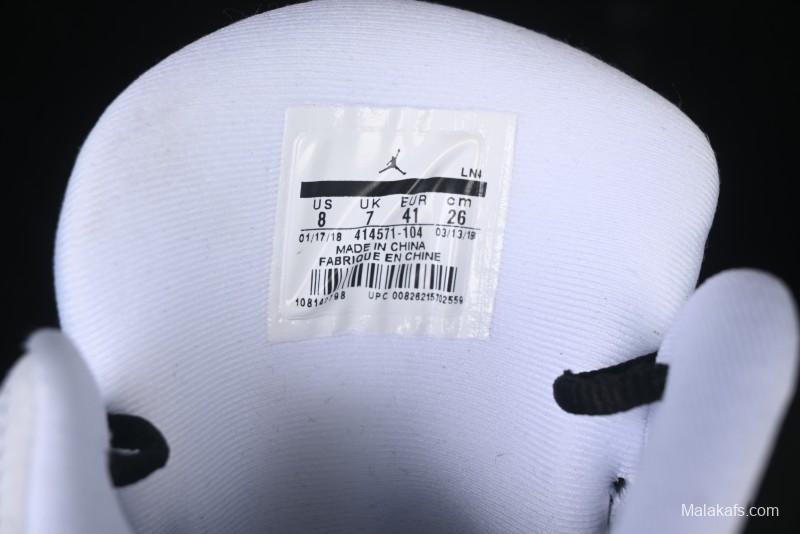 LN4
US UK EUR cm
8 7 41 26
01/17/18 414571-104 03/13/18
MADE IN CHINA
FABRIQUE EN CHINE
UPC 00826215702559
Malakafs.com